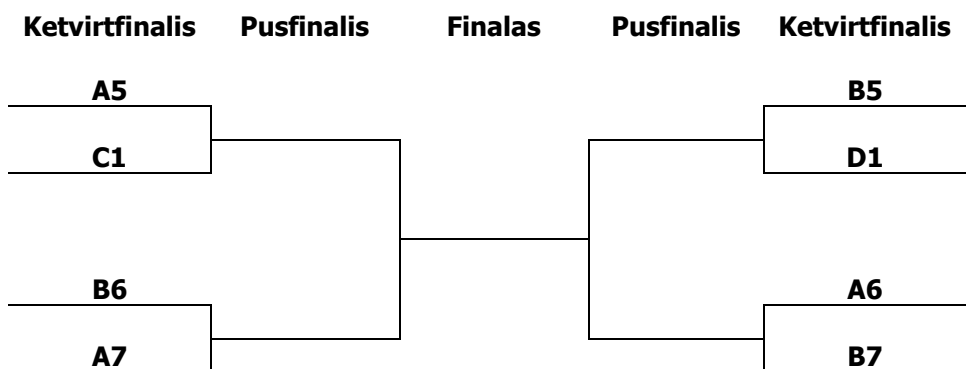 Ketvirtfinalis Pusfinalis Finalas Pusfinalis Ketvirtfinalis
A5 B5
C1 D1
B6 A6
A7 B7